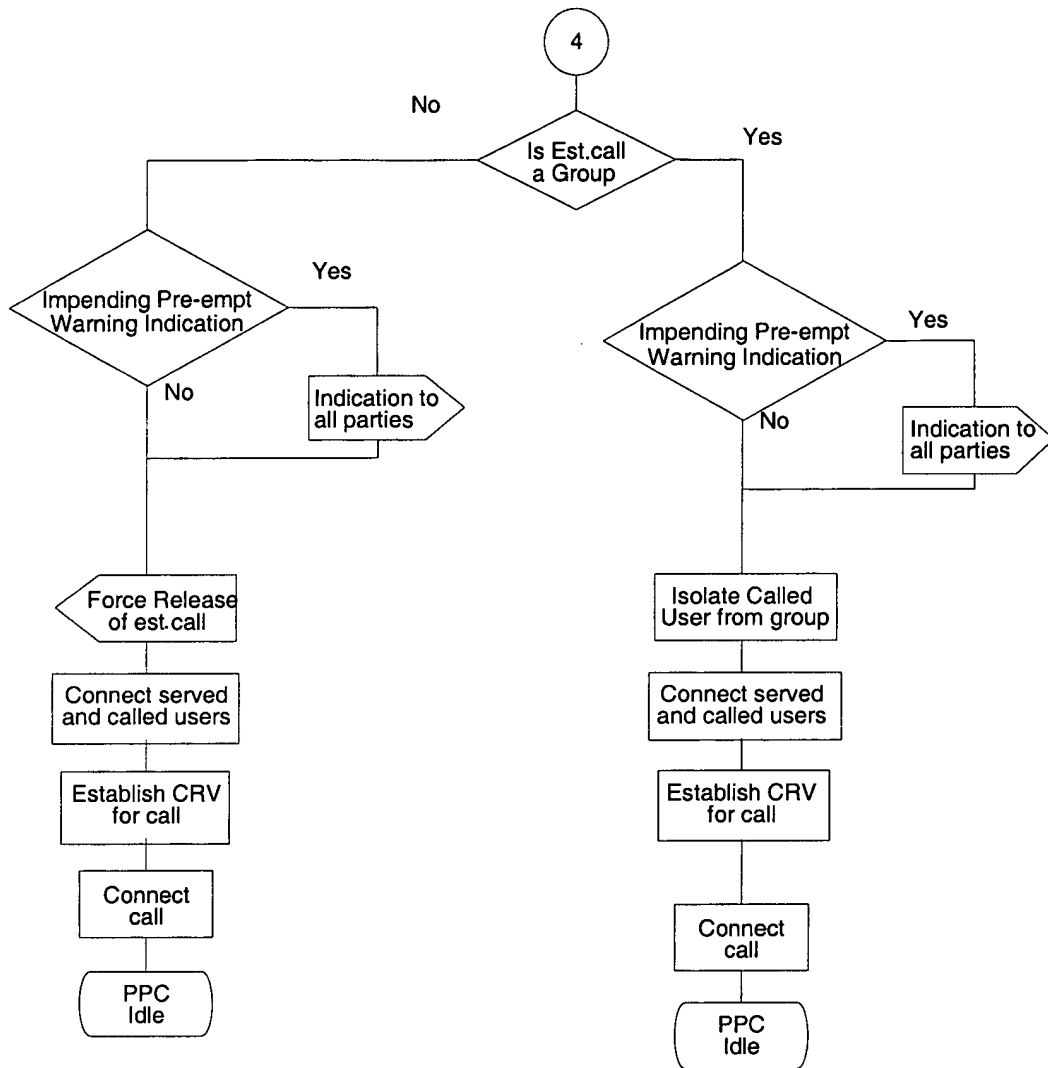 4
No
Is Est.call
a Group
Yes
Impending Pre-empt
Warning Indication
Yes
No
Indication to
all parties
Force Release
of est.call
Connect served
and called users
Establish CRV
for call
Connect
call
PPC
Idle
Impending Pre-empt
Warning Indication
Yes
No
Indication to
all parties
Isolate Called
User from group
Connect served
and called users
Establish CRV
for call
Connect
call
PPC
Idle